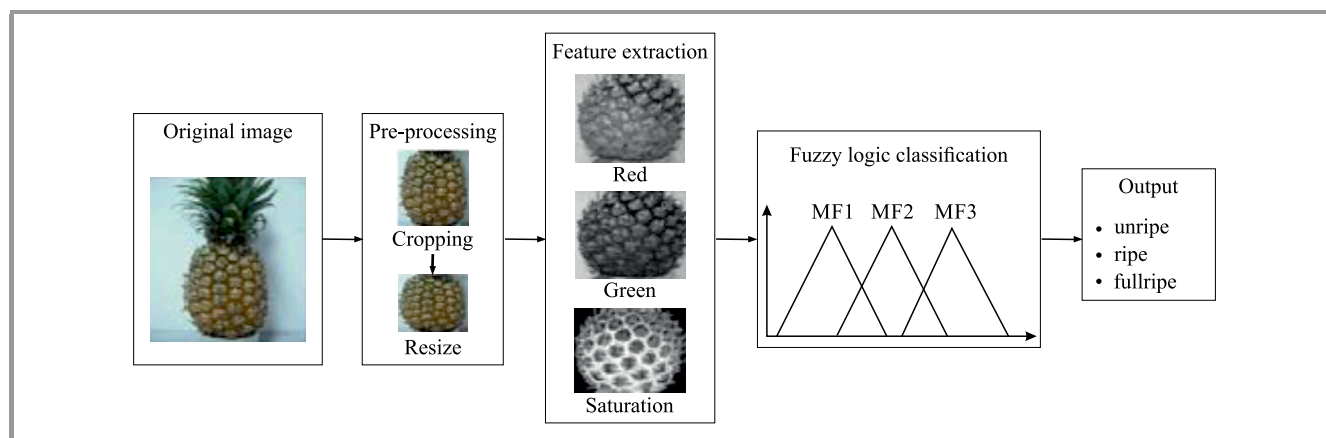 Original image
Pre-processing
Cropping
Resize
Feature extraction
Red
Green
Saturation
Fuzzy logic classification
MF1 MF2 MF3
Output
• unripe
• ripe
• fullripe